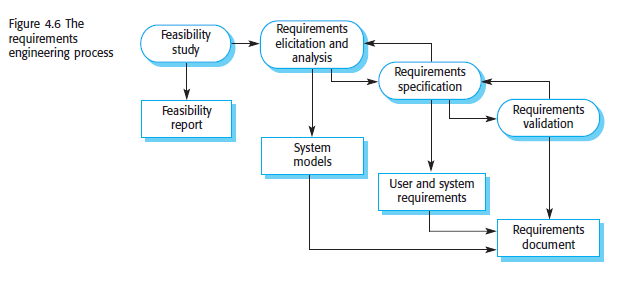 Figure 4.6 The
requirements
engineering process
Feasibility
study
Requirements
elicitation and
analysis
Requirements
specification
Requirements
validation
Feasibility
report
System
models
User and system
requirements
Requirements
document